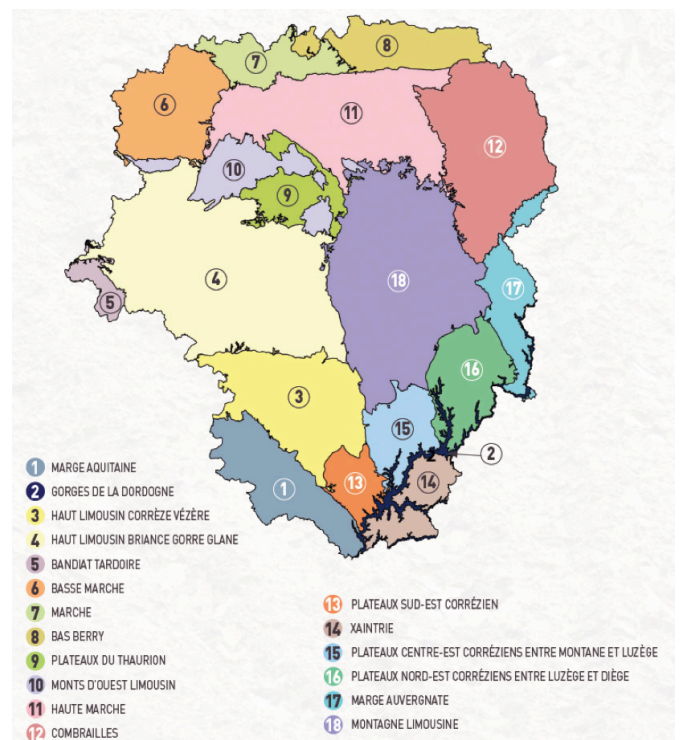 8
7
6
11
12
10
9
4
18
17
5
16
3
15
2
14
13
1
1 MARGE AQUITAINE
2 GORGES DE LA DORDOGNE
3 HAUT LIMOUSIN CORRÈZE VÉZÈRE
4 HAUT LIMOUSIN BRIANCE GORRE GLANE
5 BANDIAT TARDOIRE
6 BASSE MARCHE
7 MARCHE
8 BAS BERRY
9 PLATEAUX DU THAURION
10 MONTS D'OUEST LIMOUSIN
11 HAUTE MARCHE
12 COMBRAILLES
13 PLATEAUX SUD-EST CORRÉZIEN
14 XAINTRIE
15 PLATEAUX CENTRE-EST CORRÉZIENS ENTRE MONTANE ET LUZÈGE
16 PLATEAUX NORD-EST CORRÉZIENS ENTRE LUZÈGE ET DIÈGE
17 MARGE AUVERGNATE
18 MONTAGNE LIMOUSINE